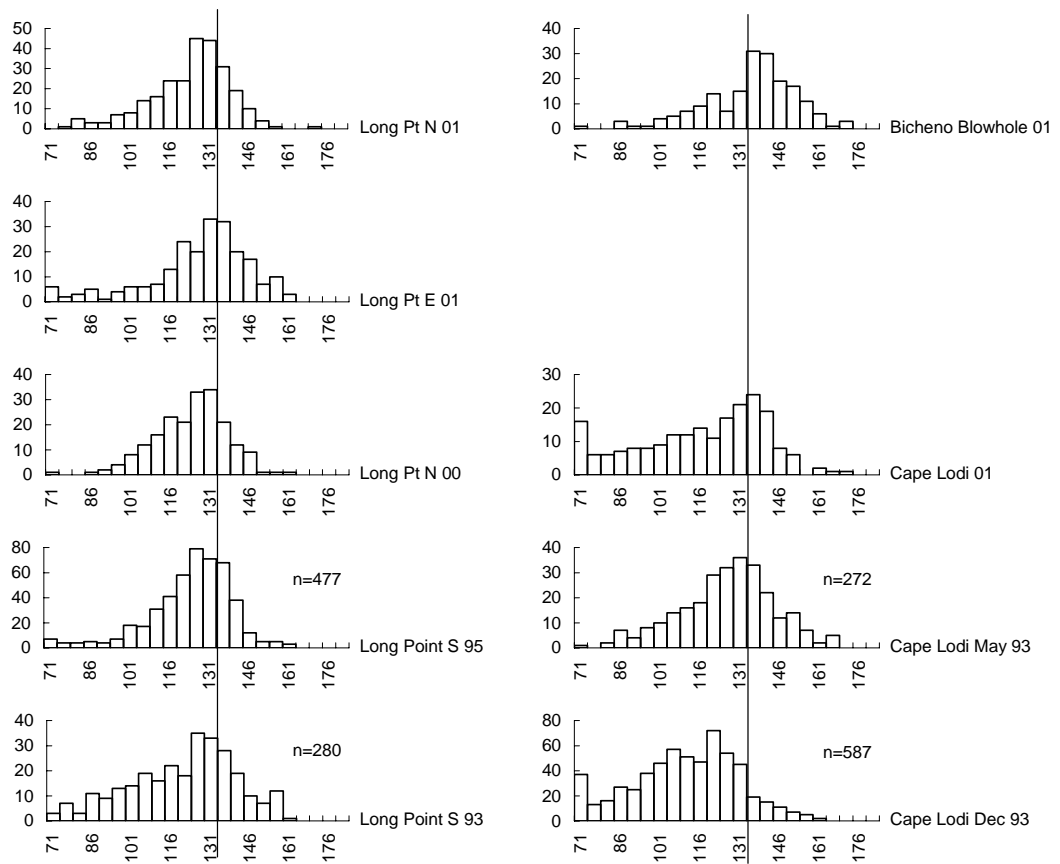 50
40
30
20
10
0
71 86 101 116 131 146 161 176
Long Pt N 01
40
30
20
10
0
71 86 101 116 131 146 161 176
Bicheno Blowhole 01
40
30
20
10
0
71 86 101 116 131 146 161 176
Long Pt E 01
40
30
20
10
0
71 86 101 116 131 146 161 176
Long Pt N 00
30
20
10
0
71 86 101 116 131 146 161 176
Cape Lodi 01
80
60
40
20
0
n=477
71 86 101 116 131 146 161 176
Long Point S 95
40
30
20
10
0
n=272
71 86 101 116 131 146 161 176
Cape Lodi May 93
40
30
20
10
0
n=280
71 86 101 116 131 146 161 176
Long Point S 93
80
60
40
20
0
n=587
71 86 101 116 131 146 161 176
Cape Lodi Dec 93